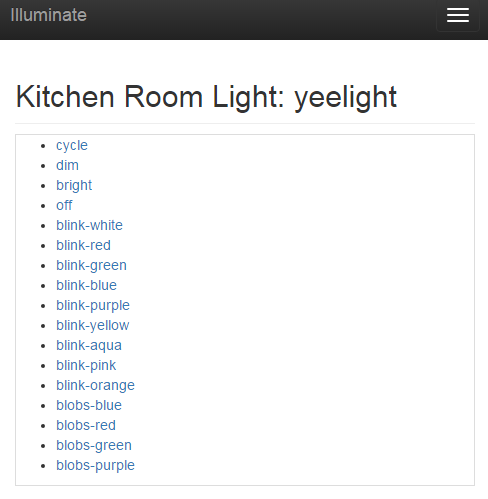 Illuminate
Kitchen Room Light: yeelight
cycle
dim
bright
off
blink-white
blink-red
blink-green
blink-blue
blink-purple
blink-yellow
blink-aqua
blink-pink
blink-orange
blobs-blue
blobs-red
blobs-green
blobs-purple